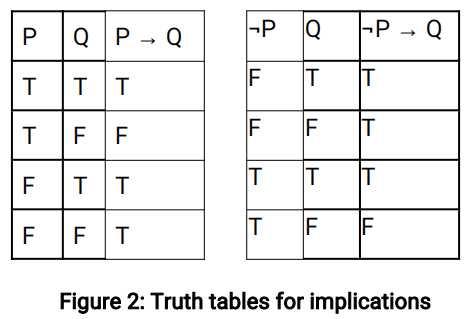 P Q P → Q
T T T
T F F
F T T
F F T
¬P Q ¬P → Q
F T T
F F T
T T T
T F F
Figure 2: Truth tables for implications